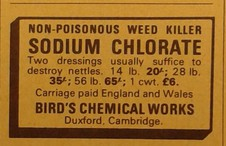 NON-POISONOUS WEED KILLER
SODIUM CHLORATE
Two dressings usually suffice to
destroy nettles. 14 lb. 20/-; 28 lb.
35/-; 56 lb. 65/-; 1 cwt. £6.
Carriage paid England and Wales
BIRD'S CHEMICAL WORKS
Duxford, Cambridge.